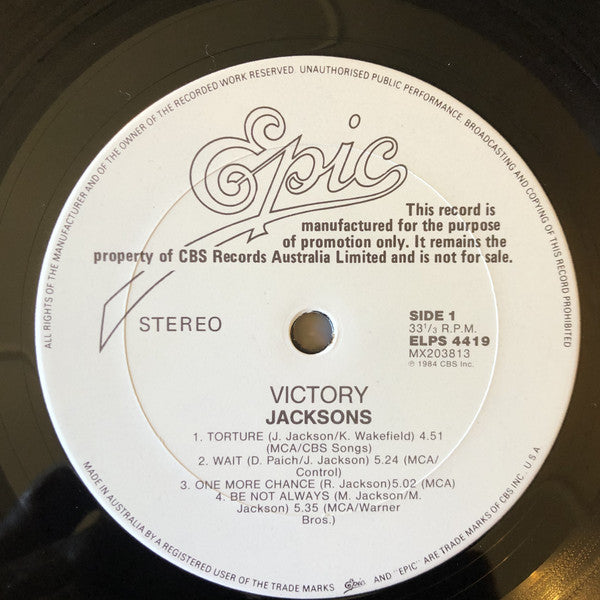 ALL RIGHTS OF THE MANUFACTURER AND OF THE OWNER OF THE RECORDED WORK RESERVED. UNAUTHORISED PUBLIC PERFORMANCE, BROADCASTING AND COPYING OF THIS RECORD PROHIBITED
Epic
This record is
manufactured for the purpose
of promotion only. It remains the
property of CBS Records Australia Limited and is not for sale.
STEREO
SIDE 1
33 1/3 R.P.M.
ELPS 4419
MX203813
℗ 1984 CBS Inc.
VICTORY
JACKSONS
1. TORTURE (J. Jackson/K. Wakefield) 4.51
(MCA/CBS Songs)
2. WAIT (D. Paich/J. Jackson) 5.24 (MCA/
Control)
3. ONE MORE CHANCE (R. Jackson)5.02 (MCA)
4. BE NOT ALWAYS (M. Jackson/M.
Jackson) 5.35 (MCA/Warner
Bros.)
MADE IN AUSTRALIA BY A REGISTERED USER OF THE TRADE MARKS Epic AND "EPIC" ARE TRADE MARKS OF CBS INC. U S A